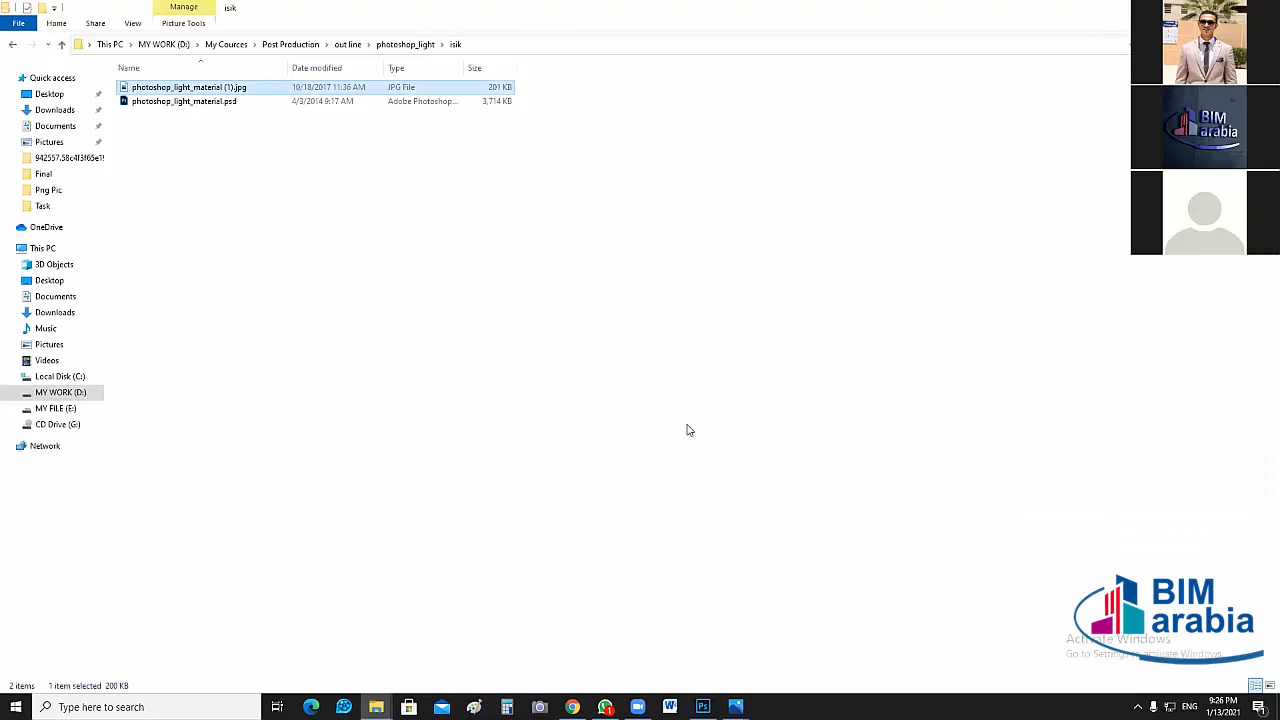 Manage
isik
File
Home
Share
View
Picture Tools
This PC
MY WORK (D:)
My Cources
Post Production
out line
photoshop_light
isik
Name
Date modified
Type
Size
photoshop_light_material (1).jpg
10/18/2017 11:36 AM
JPG File
201 KB
photoshop_light_material.psd
4/3/2014 9:17 AM
Adobe Photoshop...
3,714 KB
Quick access
Desktop
Downloads
Documents
Pictures
Final
Png Pic
Task
OneDrive
This PC
3D Objects
Desktop
Documents
Downloads
Music
Pictures
Videos
Local Disk (C:)
MY WORK (D:)
MY FILE (E:)
CD Drive (G:)
Network
BIM
arabia
BIM
arabia
Activate Windows
Go to Settings to activate Windows.
2 items
1 item selected 200 KB
Type here to search
1
W
Ps
ENG
9:26 PM
1/13/2021
1